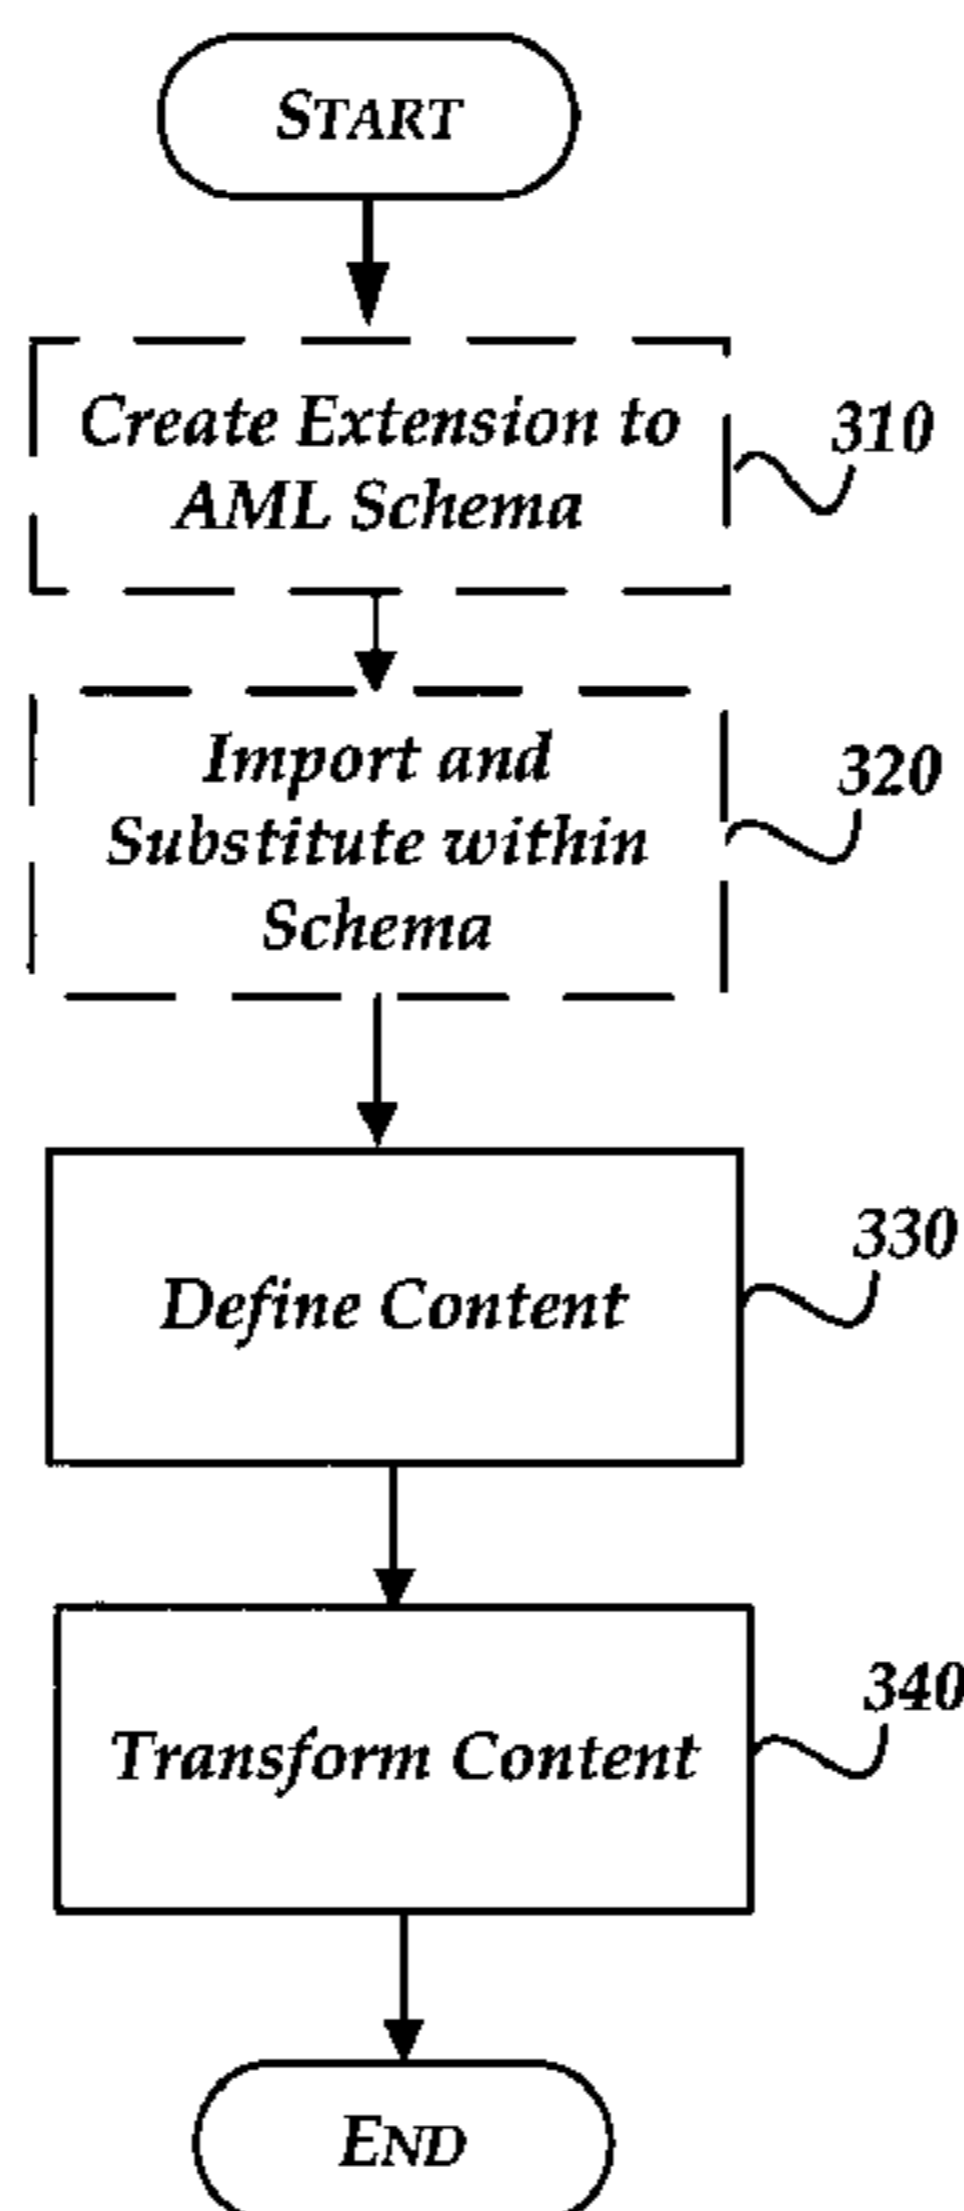 START
Create Extension to
AML Schema
310
Import and
Substitute within
Schema
320
Define Content
330
Transform Content
340
END